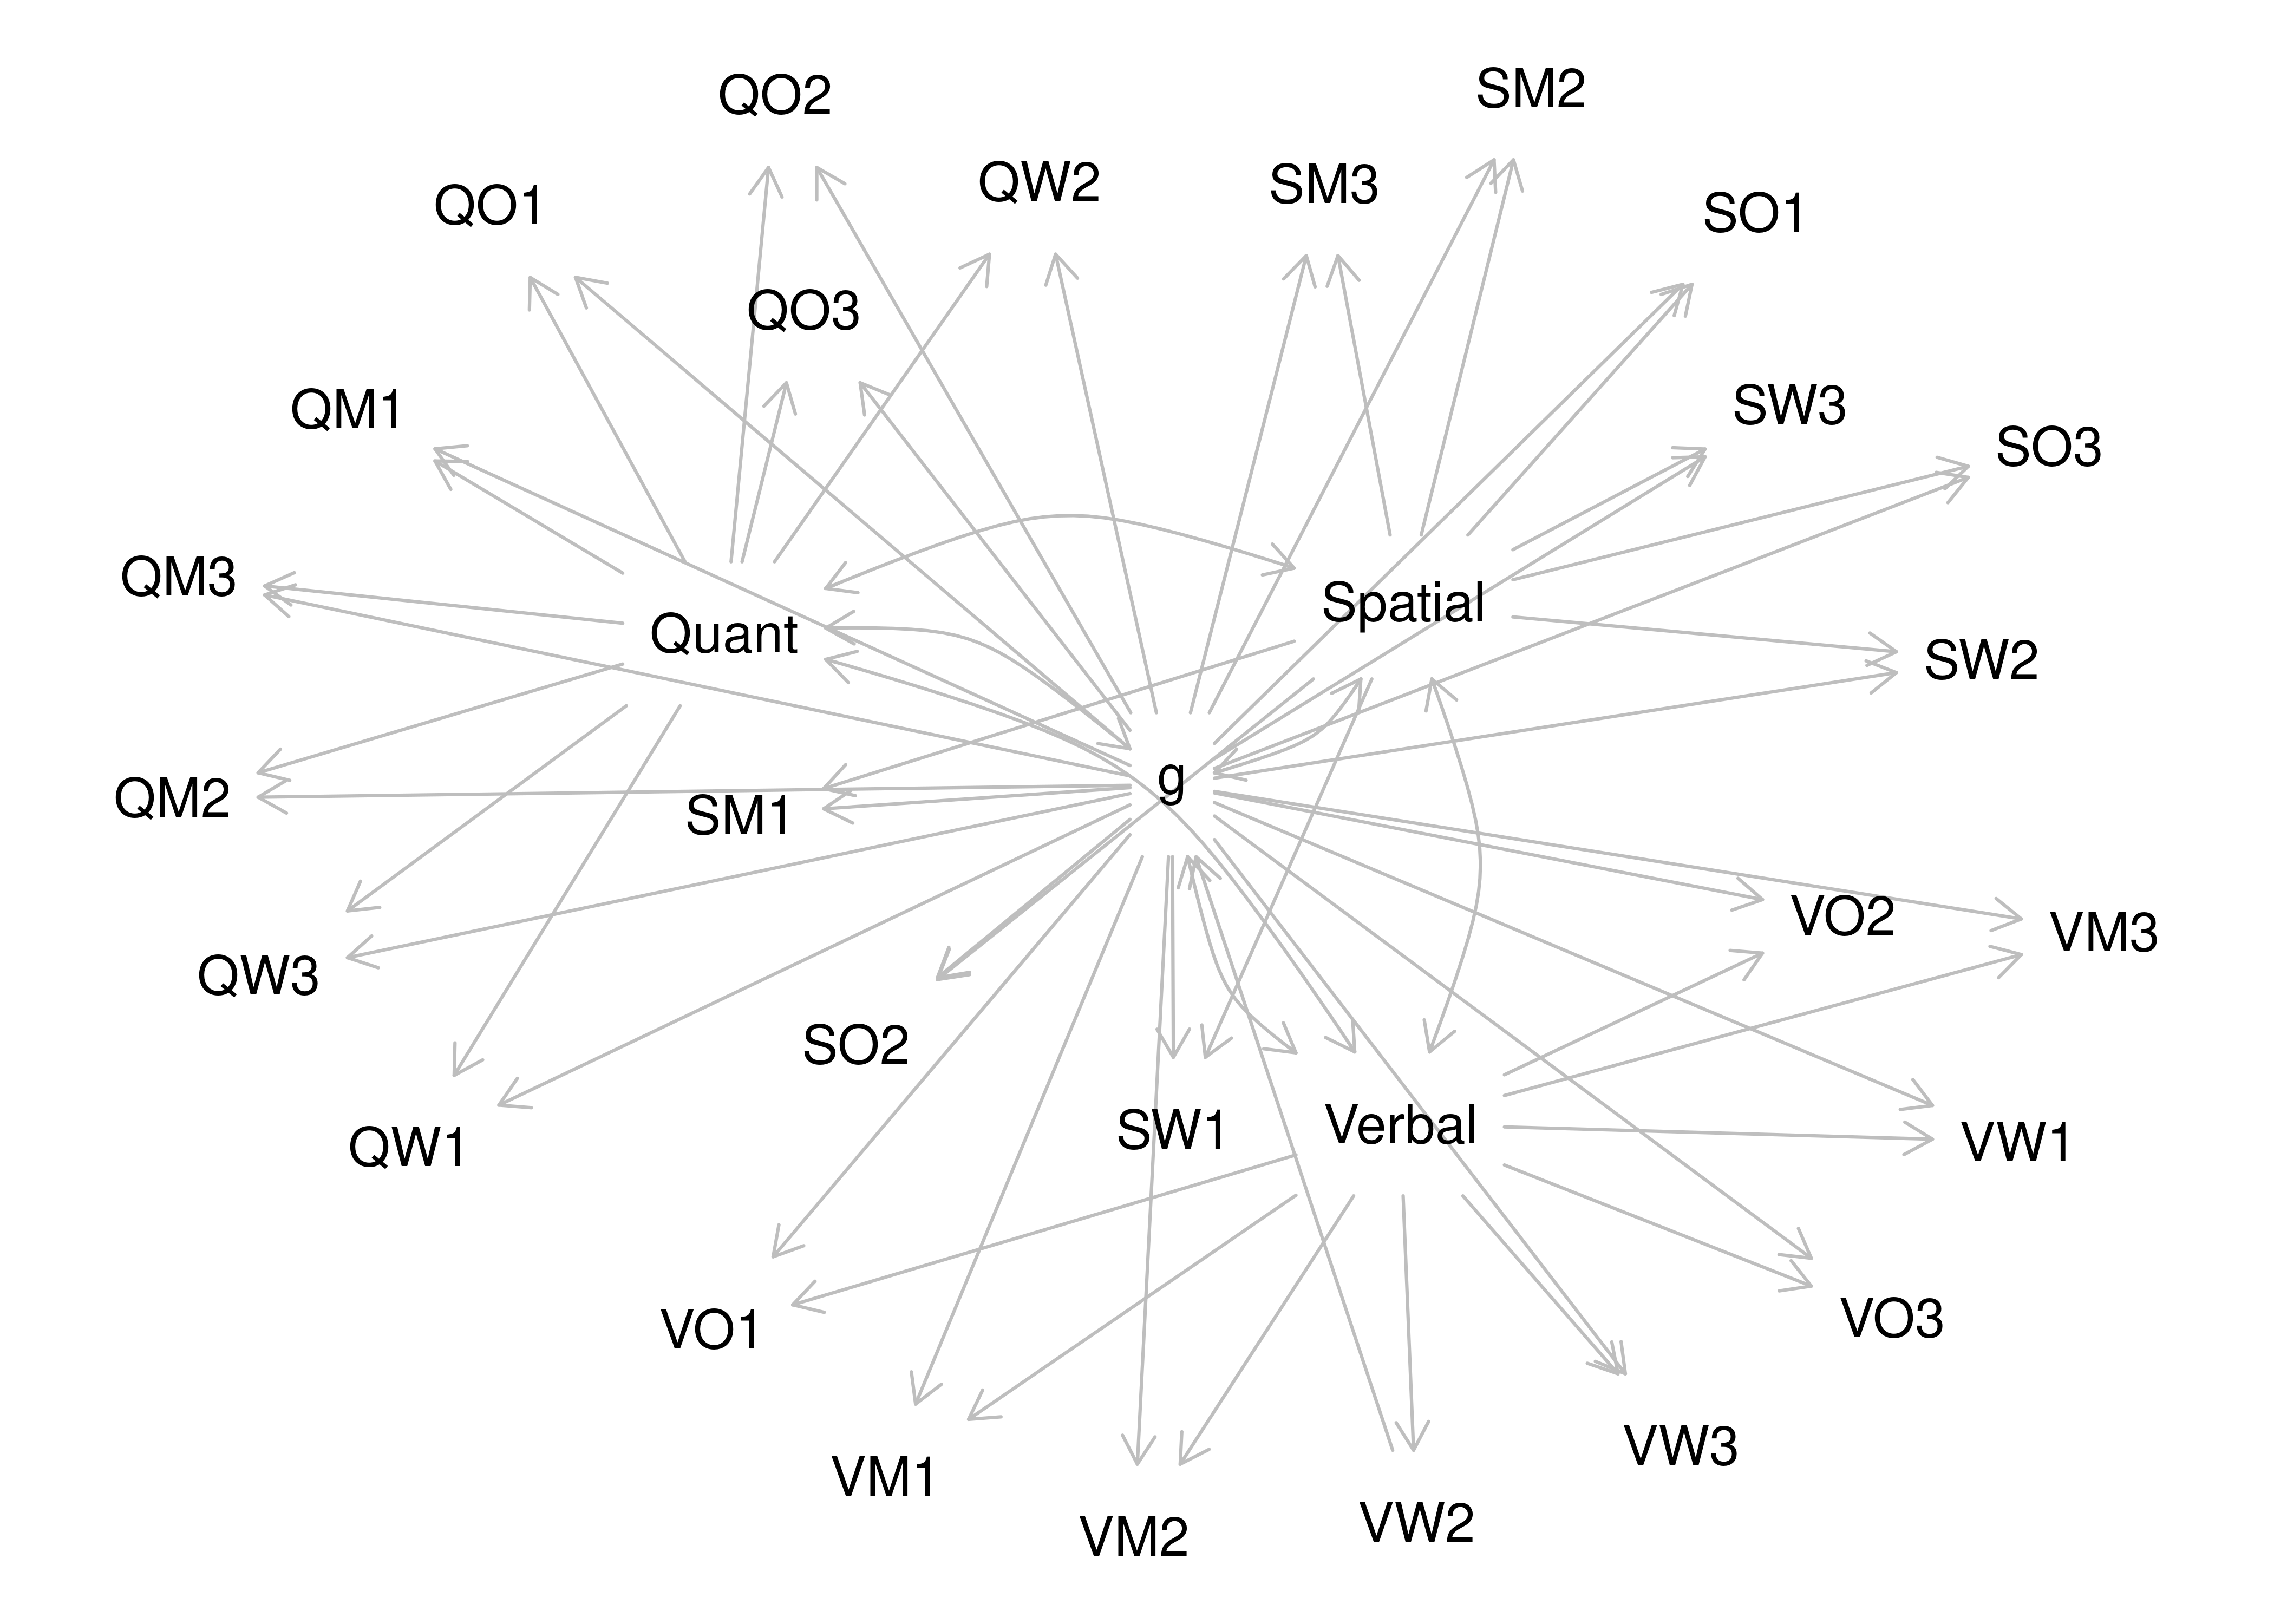 SM2
QO2
QW2
SM3
QO1
SO1
QO3
SW3
QM1
SO3
QM3
Spatial
Quant
SW2
g
QM2
SM1
VO2
VM3
QW3
SO2
Verbal
SW1
VW1
QW1
VO3
VO1
VW3
VM1
VW2
VM2